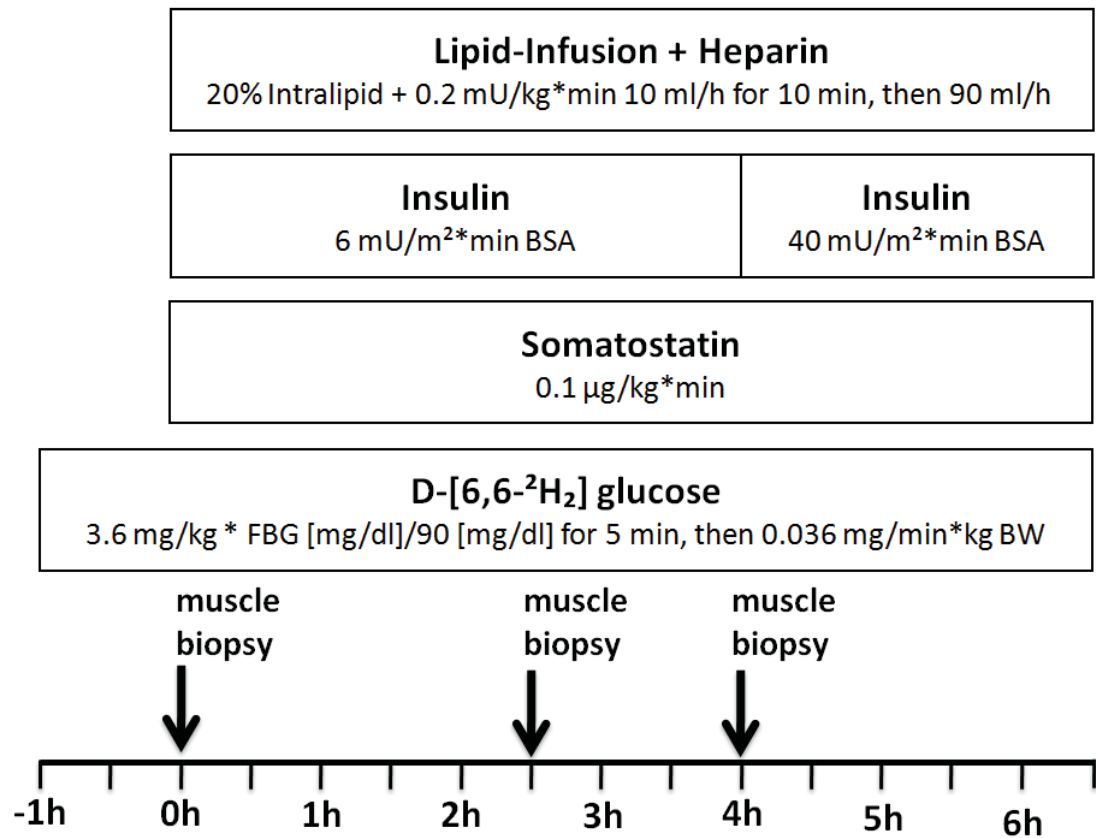 Lipid-Infusion + Heparin
20% Intralipid + 0.2 mU/kg*min 10 ml/h for 10 min, then 90 ml/h
Insulin
6 mU/m²*min BSA
Insulin
40 mU/m²*min BSA
Somatostatin
0.1 µg/kg*min
D-[6,6-²H₂] glucose
3.6 mg/kg * FBG [mg/dl]/90 [mg/dl] for 5 min, then 0.036 mg/min*kg BW
muscle
biopsy
muscle
biopsy
muscle
biopsy
-1h 0h 1h 2h 3h 4h 5h 6h